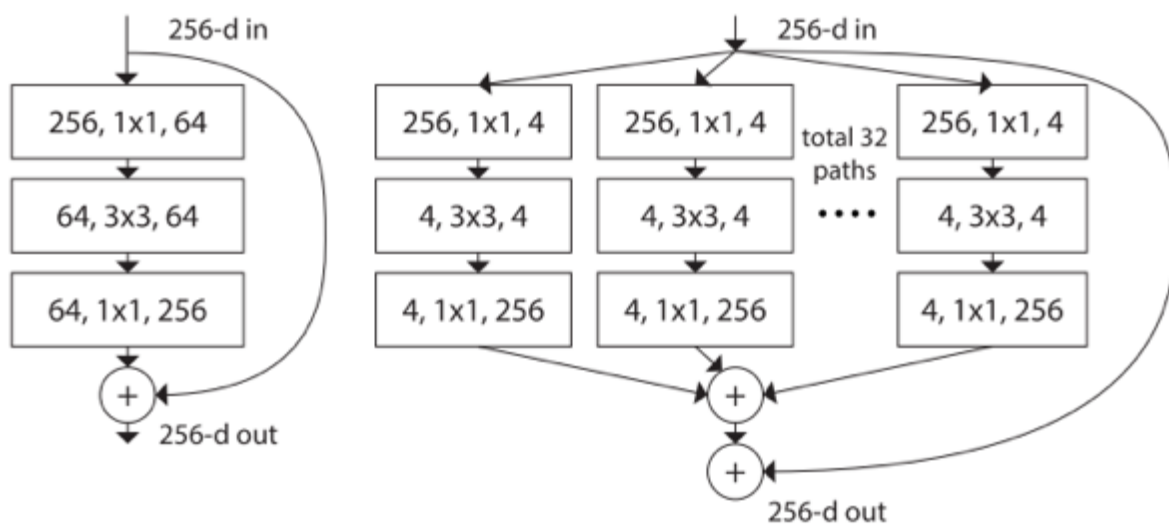 256-d in
256, 1x1, 64
64, 3x3, 64
64, 1x1, 256
+
256-d out
256-d in
256, 1x1, 4
256, 1x1, 4
256, 1x1, 4
total 32
paths
4, 3x3, 4
4, 3x3, 4
....
4, 3x3, 4
4, 1x1, 256
4, 1x1, 256
4, 1x1, 256
+
+
256-d out